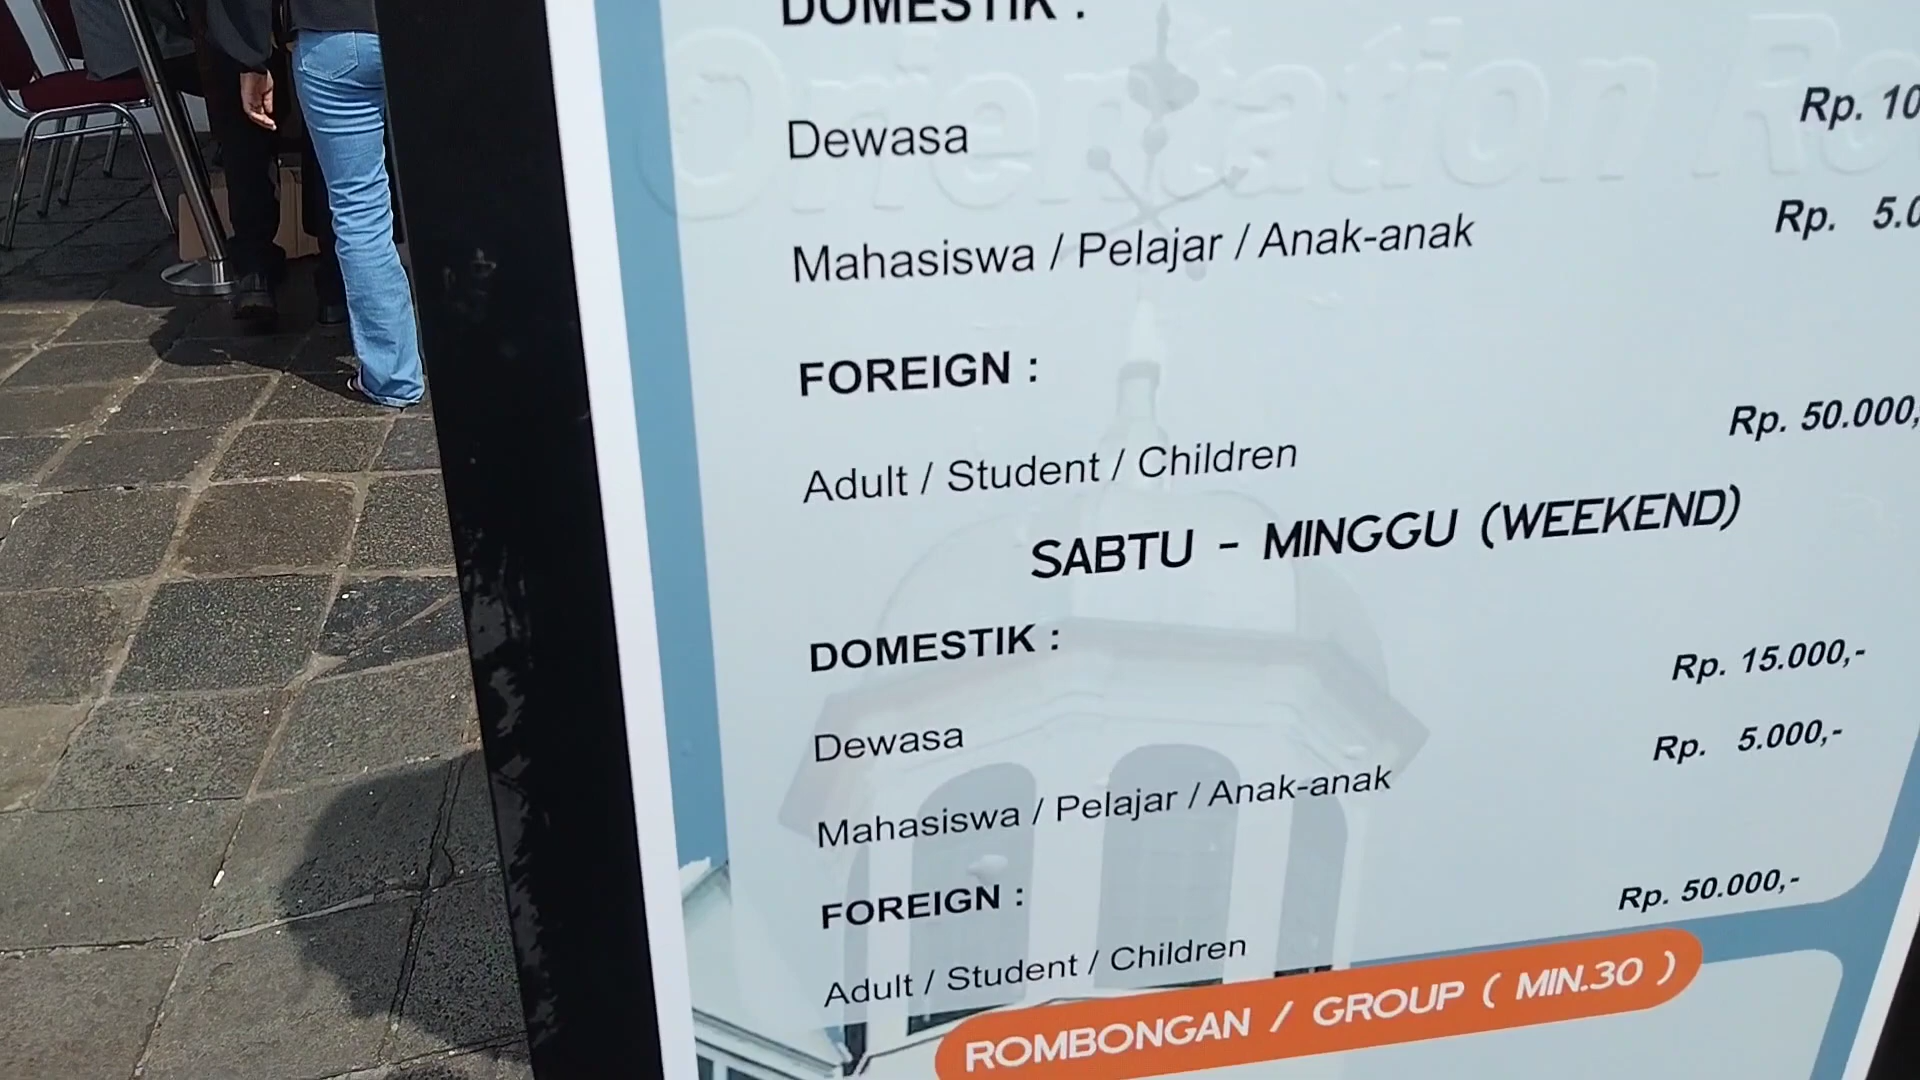 DOMESTIK :
Orientation Ro
Dewasa Rp. 10
Mahasiswa / Pelajar / Anak-anak Rp. 5.0
FOREIGN :
Adult / Student / Children Rp. 50.000,
SABTU - MINGGU (WEEKEND)
DOMESTIK :
Dewasa Rp. 15.000,-
Mahasiswa / Pelajar / Anak-anak Rp. 5.000,-
FOREIGN :
Adult / Student / Children Rp. 50.000,-
ROMBONGAN / GROUP ( MIN.30 )